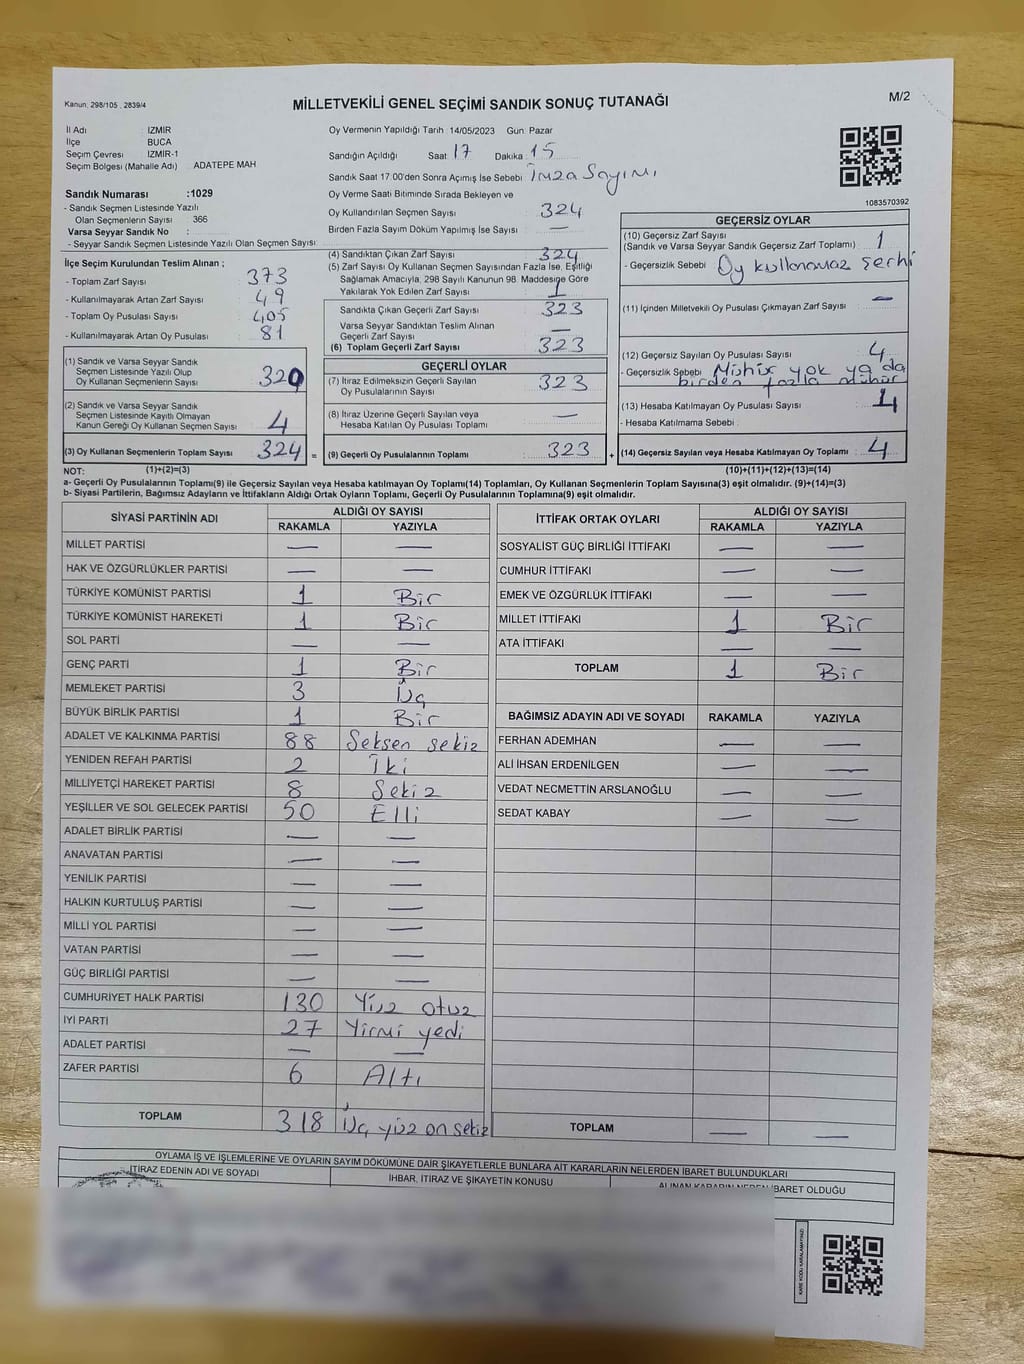 Kanun: 298/105 , 2839/4
MİLLETVEKİLİ GENEL SEÇİMİ SANDIK SONUÇ TUTANAĞI
M/2
İl Adı : IZMIR
İlçe BUCA
Seçim Çevresi : IZMIR-1
Seçim Bölgesi (Mahalle Adı) : ADATEPE MAH
Sandık Numarası :1029
- Sandık Seçmen Listesinde Yazılı
Olan Seçmenlerin Sayısı : 366
Varsa Seyyar Sandık No :
- Seyyar Sandık Seçmen Listesinde Yazılı Olan Seçmen Sayısı:
Oy Vermenin Yapıldığı Tarih : 14/05/2023 Gün: Pazar
Sandığın Açıldığı Saat 17 Dakika : 15
Sandık Saat 17.00'den Sonra Açılmış İse Sebebi : İmza Sayımı
Oy Verme Saati Bitiminde Sırada Bekleyen ve
Oy Kullandırılan Seçmen Sayısı : 324
Birden Fazla Sayım Döküm Yapılmış İse Sayısı : —
1083570392
İlçe Seçim Kurulundan Teslim Alınan ;
- Toplam Zarf Sayısı : 373
- Kullanılmayarak Artan Zarf Sayısı : 49
- Toplam Oy Pusulası Sayısı : 405
- Kullanılmayarak Artan Oy Pusulası : 81
(1) Sandık ve Varsa Seyyar Sandık
Seçmen Listesinde Yazılı Olup
Oy Kullanan Seçmenlerin Sayısı : 320
(2) Sandık ve Varsa Seyyar Sandık
Seçmen Listesinde Kayıtlı Olmayan
Kanun Gereği Oy Kullanan Seçmen Sayısı : 4
(3) Oy Kullanan Seçmenlerin Toplam Sayısı : 324 =
(4) Sandıktan Çıkan Zarf Sayısı : 324
(5) Zarf Sayısı Oy Kullanan Seçmen Sayısından Fazla İse, Eşitliği
Sağlamak Amacıyla, 298 Sayılı Kanunun 98. Maddesine Göre
Yakılarak Yok Edilen Zarf Sayısı : 1
Sandıkta Çıkan Geçerli Zarf Sayısı : 323
Varsa Seyyar Sandıktan Teslim Alınan
Geçerli Zarf Sayısı : —
(6) Toplam Geçerli Zarf Sayısı : 323
GEÇERLİ OYLAR
(7) İtiraz Edilmeksizin Geçerli Sayılan
Oy Pusulalarının Sayısı : 323
(8) İtiraz Üzerine Geçerli Sayılan veya
Hesaba Katılan Oy Pusulası Toplamı : —
(9) Geçerli Oy Pusulalarının Toplamı : 323 +
GEÇERSİZ OYLAR
(10) Geçersiz Zarf Sayısı
(Sandık ve Varsa Seyyar Sandık Geçersiz Zarf Toplamı) : 1
- Geçersizlik Sebebi : Oy kullanamaz şerhi
(11) İçinden Milletvekili Oy Pusulası Çıkmayan Zarf Sayısı : —
(12) Geçersiz Sayılan Oy Pusulası Sayısı : 4
- Geçersizlik Sebebi : Mühür yok ya da
birden fazla mühür
(13) Hesaba Katılmayan Oy Pusulası Sayısı :
- Hesaba Katılmama Sebebi :
(14) Geçersiz Sayılan veya Hesaba Katılmayan Oy Toplamı : 4
NOT: (1)+(2)=(3) (10)+(11)+(12)+(13)=(14)
a- Geçerli Oy Pusulalarının Toplamı(9) ile Geçersiz Sayılan veya Hesaba katılmayan Oy Toplamı(14) Toplamları, Oy Kullanan Seçmenlerin Toplam Sayısına(3) eşit olmalıdır. (9)+(14)=(3)
b- Siyasi Partilerin, Bağımsız Adayların ve İttifakların Aldığı Ortak Oyların Toplamı, Geçerli Oy Pusulalarının Toplamına(9) eşit olmalıdır.
SİYASİ PARTİNİN ADI ALDIĞI OY SAYISI
RAKAMLA YAZIYLA
MİLLET PARTİSİ — —
HAK VE ÖZGÜRLÜKLER PARTİSİ — —
TÜRKİYE KOMÜNİST PARTİSİ 1 Bir
TÜRKİYE KOMÜNİST HAREKETİ 1 Bir
SOL PARTİ — —
GENÇ PARTİ 1 Bir
MEMLEKET PARTİSİ 3 Üç
BÜYÜK BİRLİK PARTİSİ 1 Bir
ADALET VE KALKINMA PARTİSİ 88 Seksen sekiz
YENİDEN REFAH PARTİSİ 2 İki
MİLLİYETÇİ HAREKET PARTİSİ 8 Sekiz
YEŞİLLER VE SOL GELECEK PARTİSİ 50 Elli
ADALET BİRLİK PARTİSİ — —
ANAVATAN PARTİSİ — —
YENİLİK PARTİSİ — —
HALKIN KURTULUŞ PARTİSİ — —
MİLLİ YOL PARTİSİ — —
VATAN PARTİSİ — —
GÜÇ BİRLİĞİ PARTİSİ — —
CUMHURİYET HALK PARTİSİ 130 Yüz otuz
İYİ PARTİ 27 Yirmi yedi
ADALET PARTİSİ — —
ZAFER PARTİSİ 6 Altı
TOPLAM 318 Üç yüz on sekiz
İTTİFAK ORTAK OYLARI ALDIĞI OY SAYISI
RAKAMLA YAZIYLA
SOSYALİST GÜÇ BİRLİĞİ İTTİFAKI — —
CUMHUR İTTİFAKI — —
EMEK VE ÖZGÜRLÜK İTTİFAKI — —
MİLLET İTTİFAKI 1 Bir
ATA İTTİFAKI — —
TOPLAM 1 Bir
BAĞIMSIZ ADAYIN ADI VE SOYADI RAKAMLA YAZIYLA
FERHAN ADEMHAN — —
ALİ İHSAN ERDENİLGEN — —
VEDAT NECMETTİN ARSLANOĞLU — —
SEDAT KABAY — —
TOPLAM — —
OYLAMA İŞ VE İŞLEMLERİNE VE OYLARIN SAYIM DÖKÜMÜNE DAİR ŞİKAYETLERLE BUNLARA AİT KARARLARIN NELERDEN İBARET BULUNDUKLARI
İTİRAZ EDENİN ADI VE SOYADI
İHBAR, İTİRAZ VE ŞİKAYETİN KONUSU
ALINAN KARARIN NEDEN İBARET OLDUĞU
KARE KODU KARALAMAYINIZ!